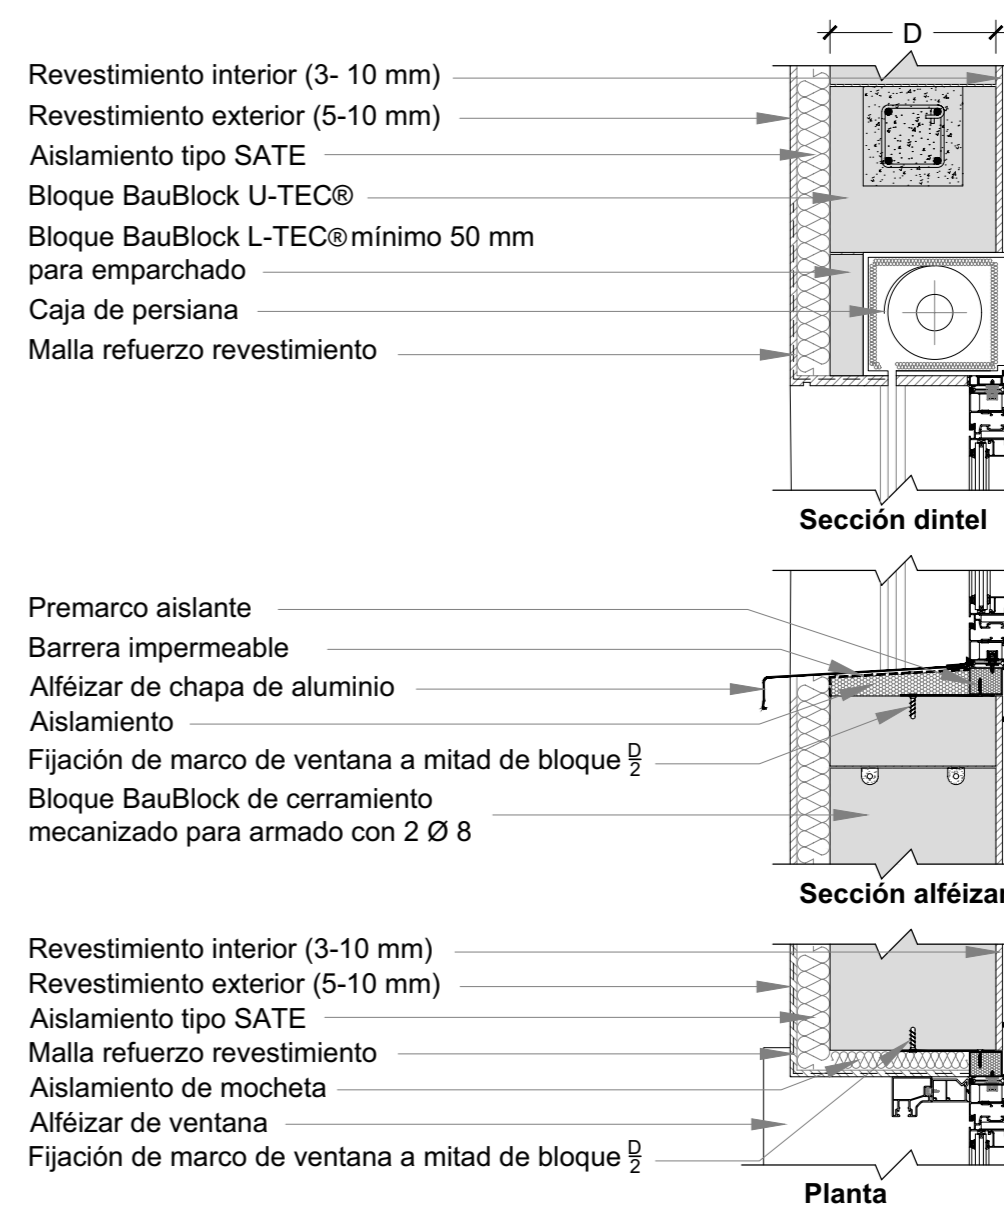 D
Revestimiento interior (3- 10 mm)
Revestimiento exterior (5-10 mm)
Aislamiento tipo SATE
Bloque BauBlock U-TEC®
Bloque BauBlock L-TEC® mínimo 50 mm
para emparchado
Caja de persiana
Malla refuerzo revestimiento
Sección dintel
Premarco aislante
Barrera impermeable
Alféizar de chapa de aluminio
Aislamiento
Fijación de marco de ventana a mitad de bloque D/2
Bloque BauBlock de cerramiento
mecanizado para armado con 2 Ø 8
Sección alféizar
Revestimiento interior (3-10 mm)
Revestimiento exterior (5-10 mm)
Aislamiento tipo SATE
Malla refuerzo revestimiento
Aislamiento de mocheta
Alféizar de ventana
Fijación de marco de ventana a mitad de bloque D/2
Planta